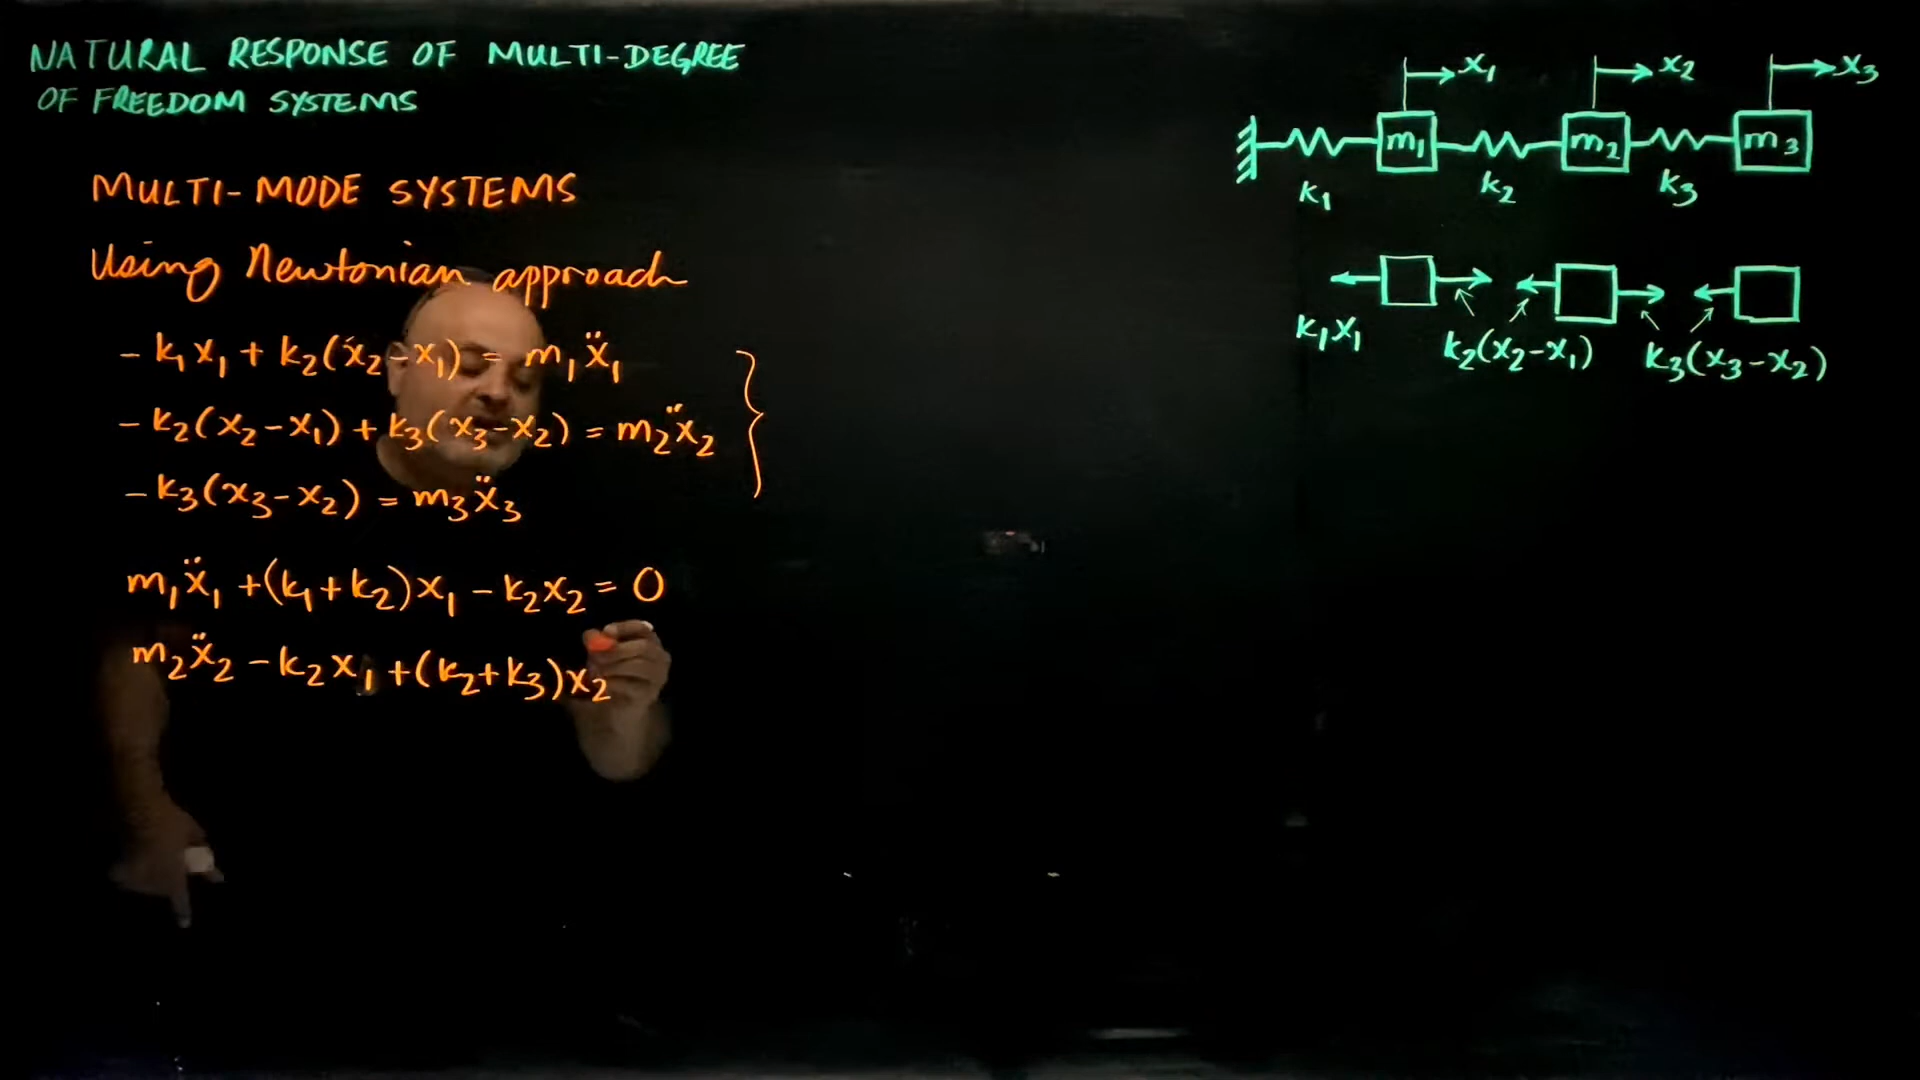 NATURAL RESPONSE OF MULTI-DEGREE
OF FREEDOM SYSTEMS
MULTI-MODE SYSTEMS
Using Newtonian approach
-k₁x₁ + k₂(x₂-x₁) = m₁ẍ₁
-k₂(x₂-x₁) + k₃(x₃-x₂) = m₂ẍ₂
-k₃(x₃-x₂) = m₃ẍ₃
m₁ẍ₁ + (k₁+k₂)x₁ - k₂x₂ = 0
m₂ẍ₂ - k₂x₁ + (k₂+k₃)x₂
x₁ x₂ x₃
m₁ m₂ m₃
k₁ k₂ k₃
k₁x₁ k₂(x₂-x₁) k₃(x₃-x₂)